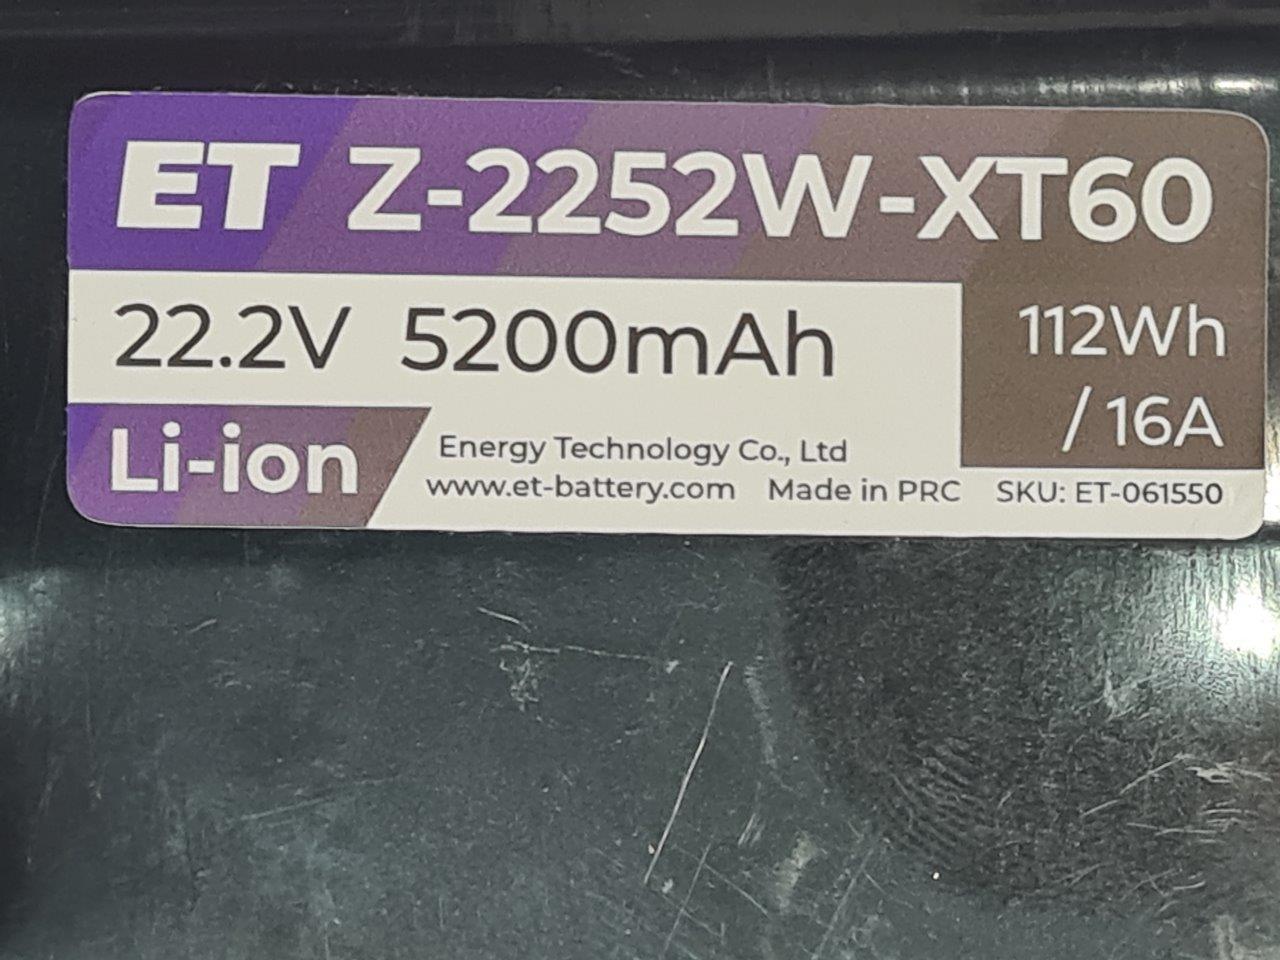 ET Z-2252W-XT60
22.2V 5200mAh
112Wh
/ 16A
Li-ion
Energy Technology Co., Ltd
www.et-battery.com Made in PRC SKU: ET-061550